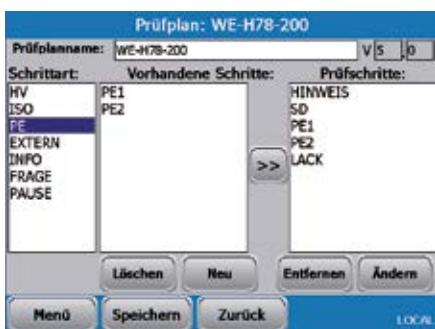 Prüfplan: WE-H78-200
Prüfplanname: WE-H78-200 V 5 .0
Schrittart: Vorhandene Schritte: Prüfschritte:
HV PE1 HINWEIS
ISO PE2 SD
PE PE1
EXTERN PE2
INFO >> LACK
FRAGE
PAUSE
Löschen Neu Entfernen Ändern
Menü Speichern Zurück LOCAL